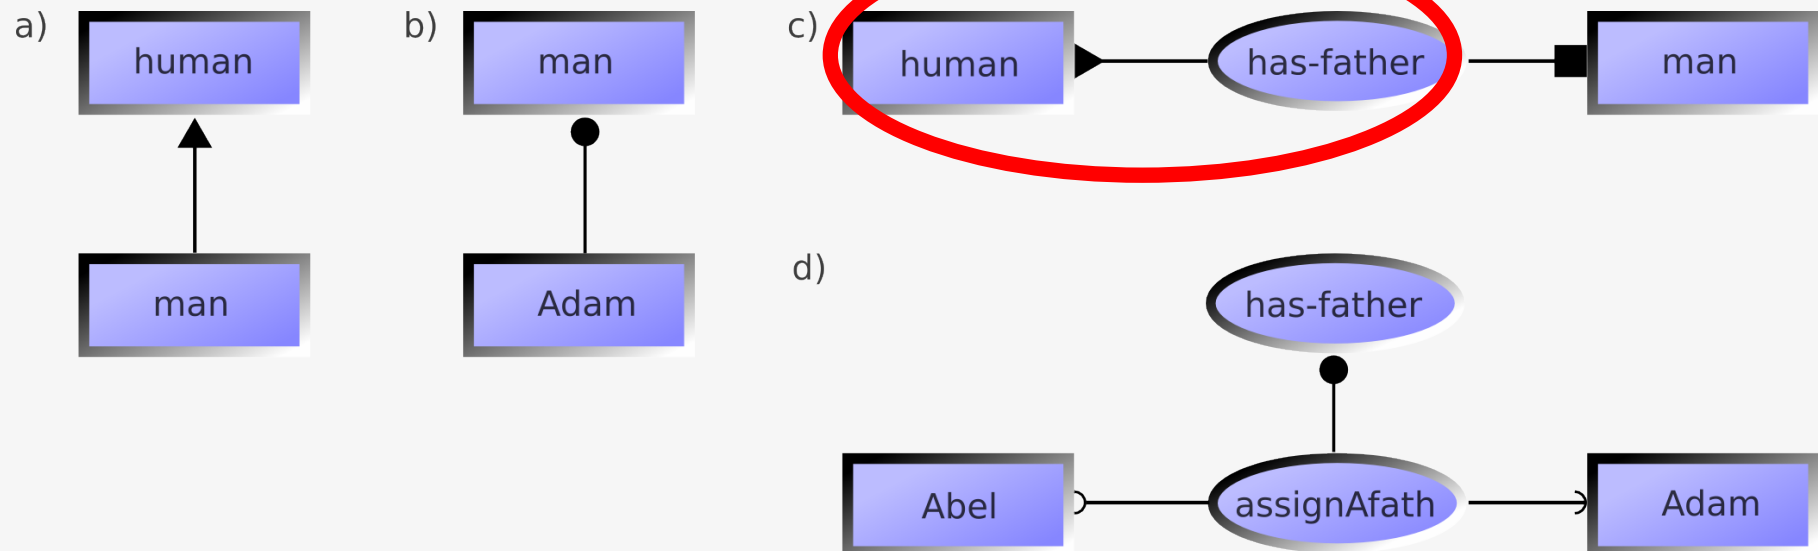 a)
human
man
b)
man
Adam
c)
human
has-father
man
d)
has-father
Abel
assignAfath
Adam